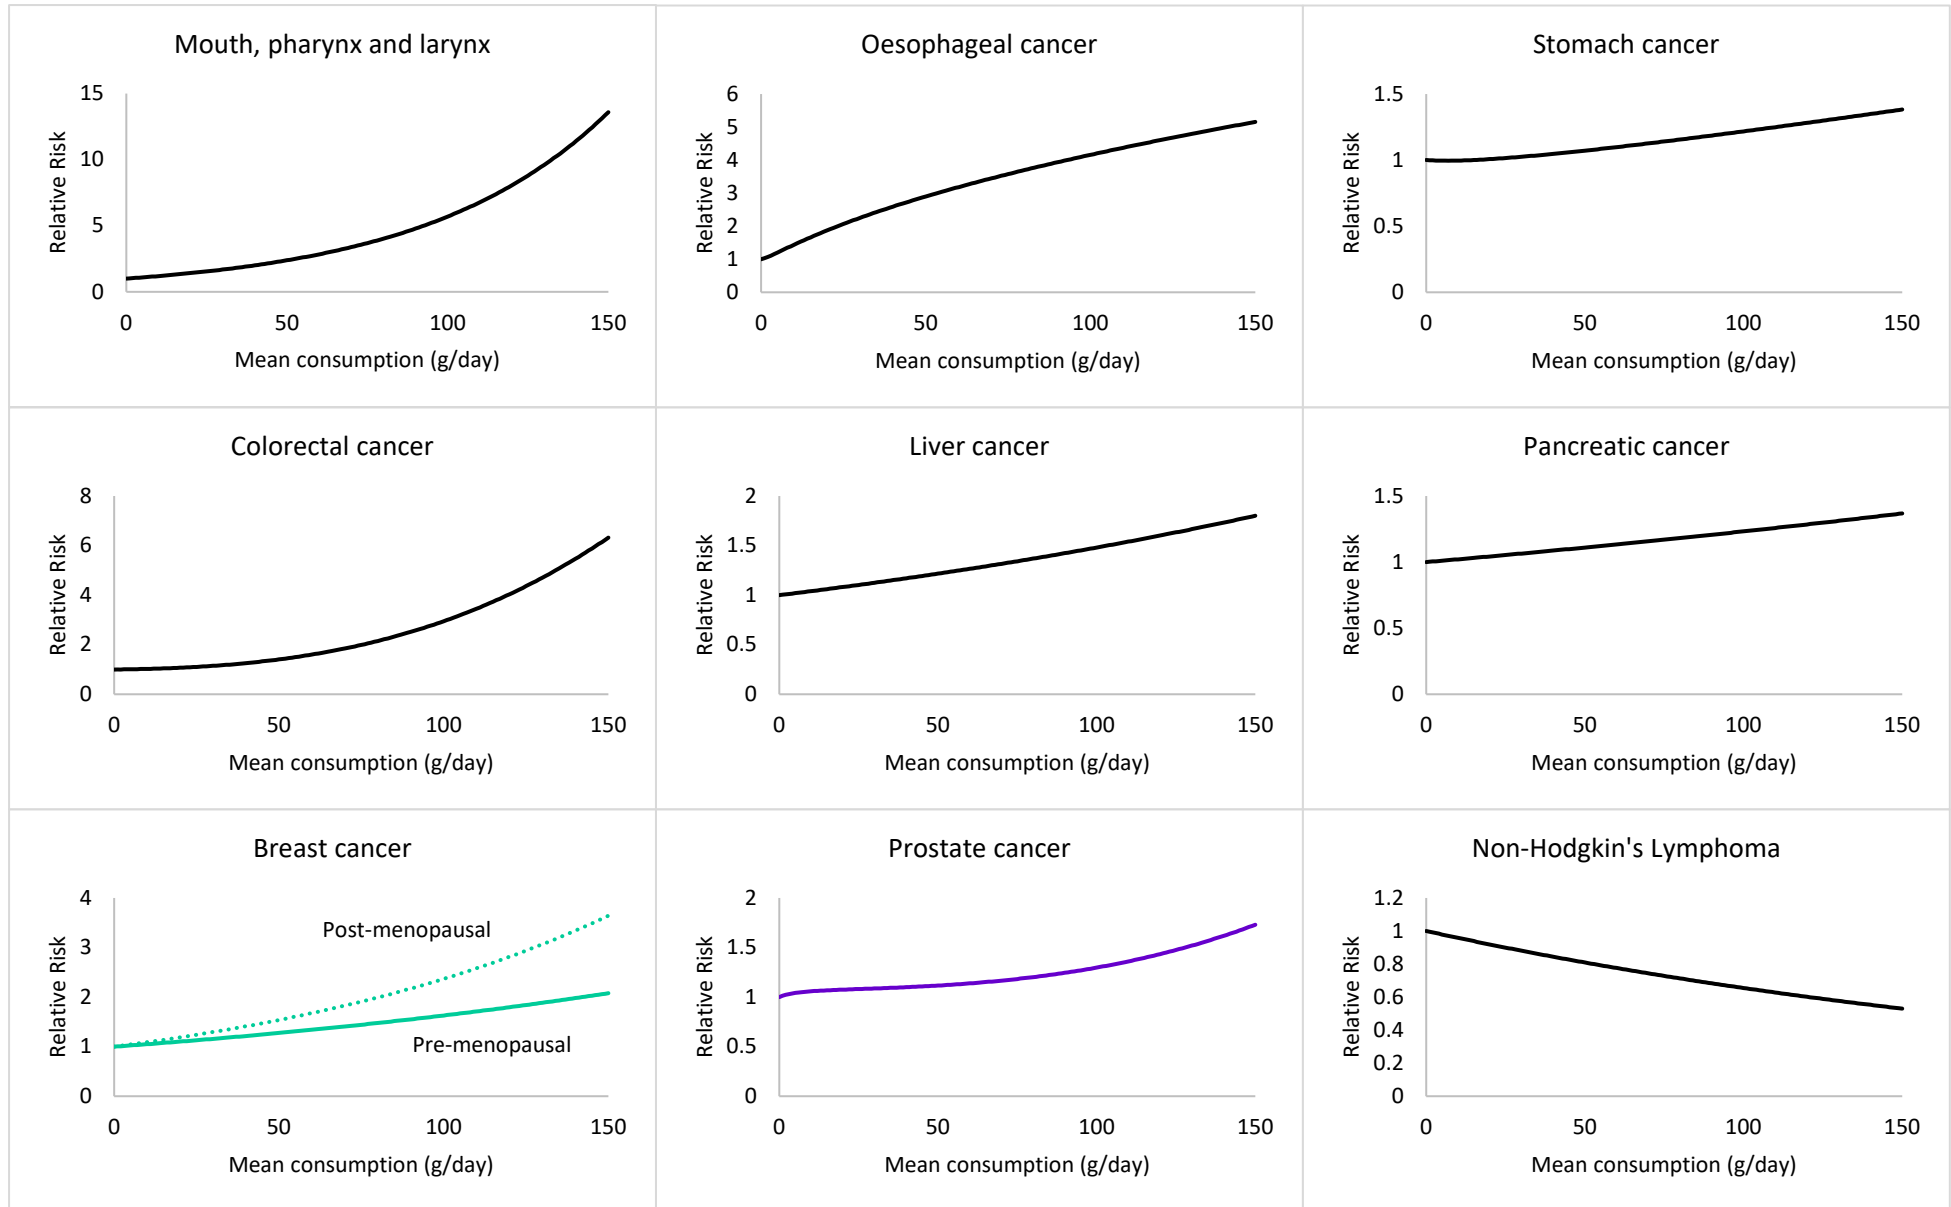 Mouth, pharynx and larynx
Relative Risk
15
10
5
0
0 50 100 150
Mean consumption (g/day)
Oesophageal cancer
Relative Risk
6
5
4
3
2
1
0
0 50 100 150
Mean consumption (g/day)
Stomach cancer
Relative Risk
1.5
1
0.5
0
0 50 100 150
Mean consumption (g/day)
Colorectal cancer
Relative Risk
8
6
4
2
0
0 50 100 150
Mean consumption (g/day)
Liver cancer
Relative Risk
2
1.5
1
0.5
0
0 50 100 150
Mean consumption (g/day)
Pancreatic cancer
Relative Risk
1.5
1
0.5
0
0 50 100 150
Mean consumption (g/day)
Breast cancer
Relative Risk
4
3
2
1
0
Post-menopausal
Pre-menopausal
0 50 100 150
Mean consumption (g/day)
Prostate cancer
Relative Risk
2
1.5
1
0.5
0
0 50 100 150
Mean consumption (g/day)
Non-Hodgkin's Lymphoma
Relative Risk
1.2
1
0.8
0.6
0.4
0.2
0
0 50 100 150
Mean consumption (g/day)